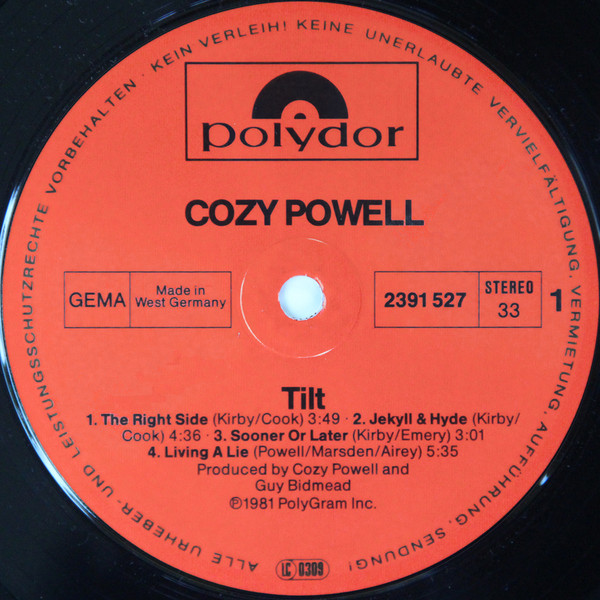 ALLE URHEBER- UND LEISTUNGSSCHUTZRECHTE VORBEHALTEN · KEIN VERLEIH! KEINE UNERLAUBTE VERVIELFÄLTIGUNG, VERMIETUNG, AUFFÜHRUNG, SENDUNG!
polydor
COZY POWELL
GEMA
Made in
West Germany
2391 527
STEREO
33
1
Tilt
1. The Right Side (Kirby/Cook) 3:49 · 2. Jekyll & Hyde (Kirby/
Cook) 4:36 · 3. Sooner Or Later (Kirby/Emery) 3:01
4. Living A Lie (Powell/Marsden/Airey) 5:35
Produced by Cozy Powell and
Guy Bidmead
℗1981 PolyGram Inc.
LC 0309